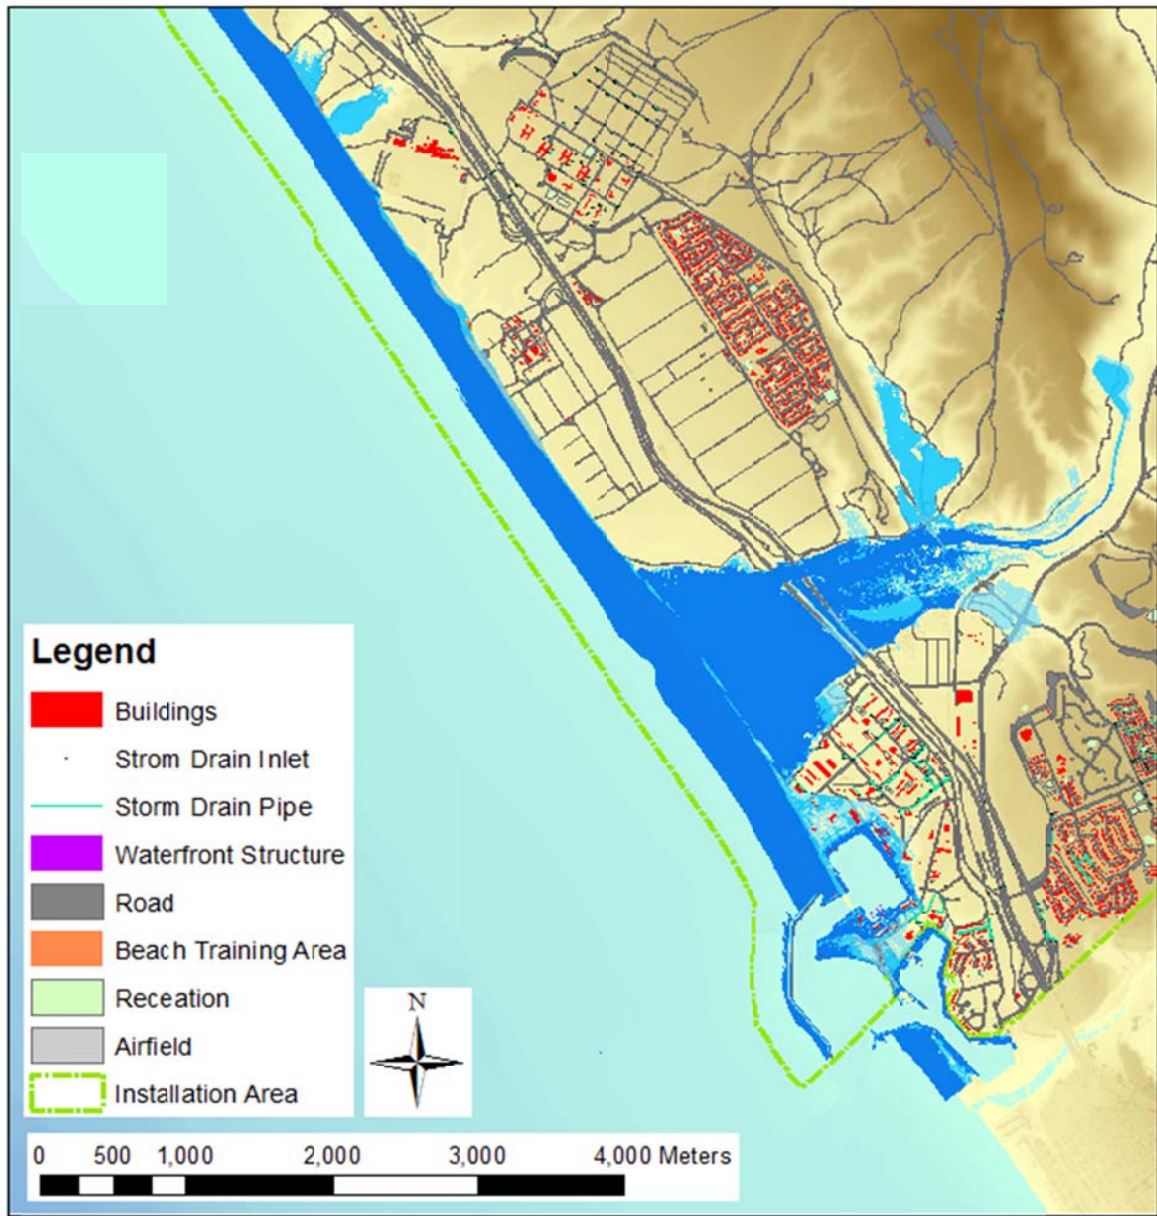 Legend
Buildings
Strom Drain Inlet
Storm Drain Pipe
Waterfront Structure
Road
Beach Training Area
Receation
Airfield
Installation Area
N
0 500 1,000 2,000 3,000 4,000 Meters